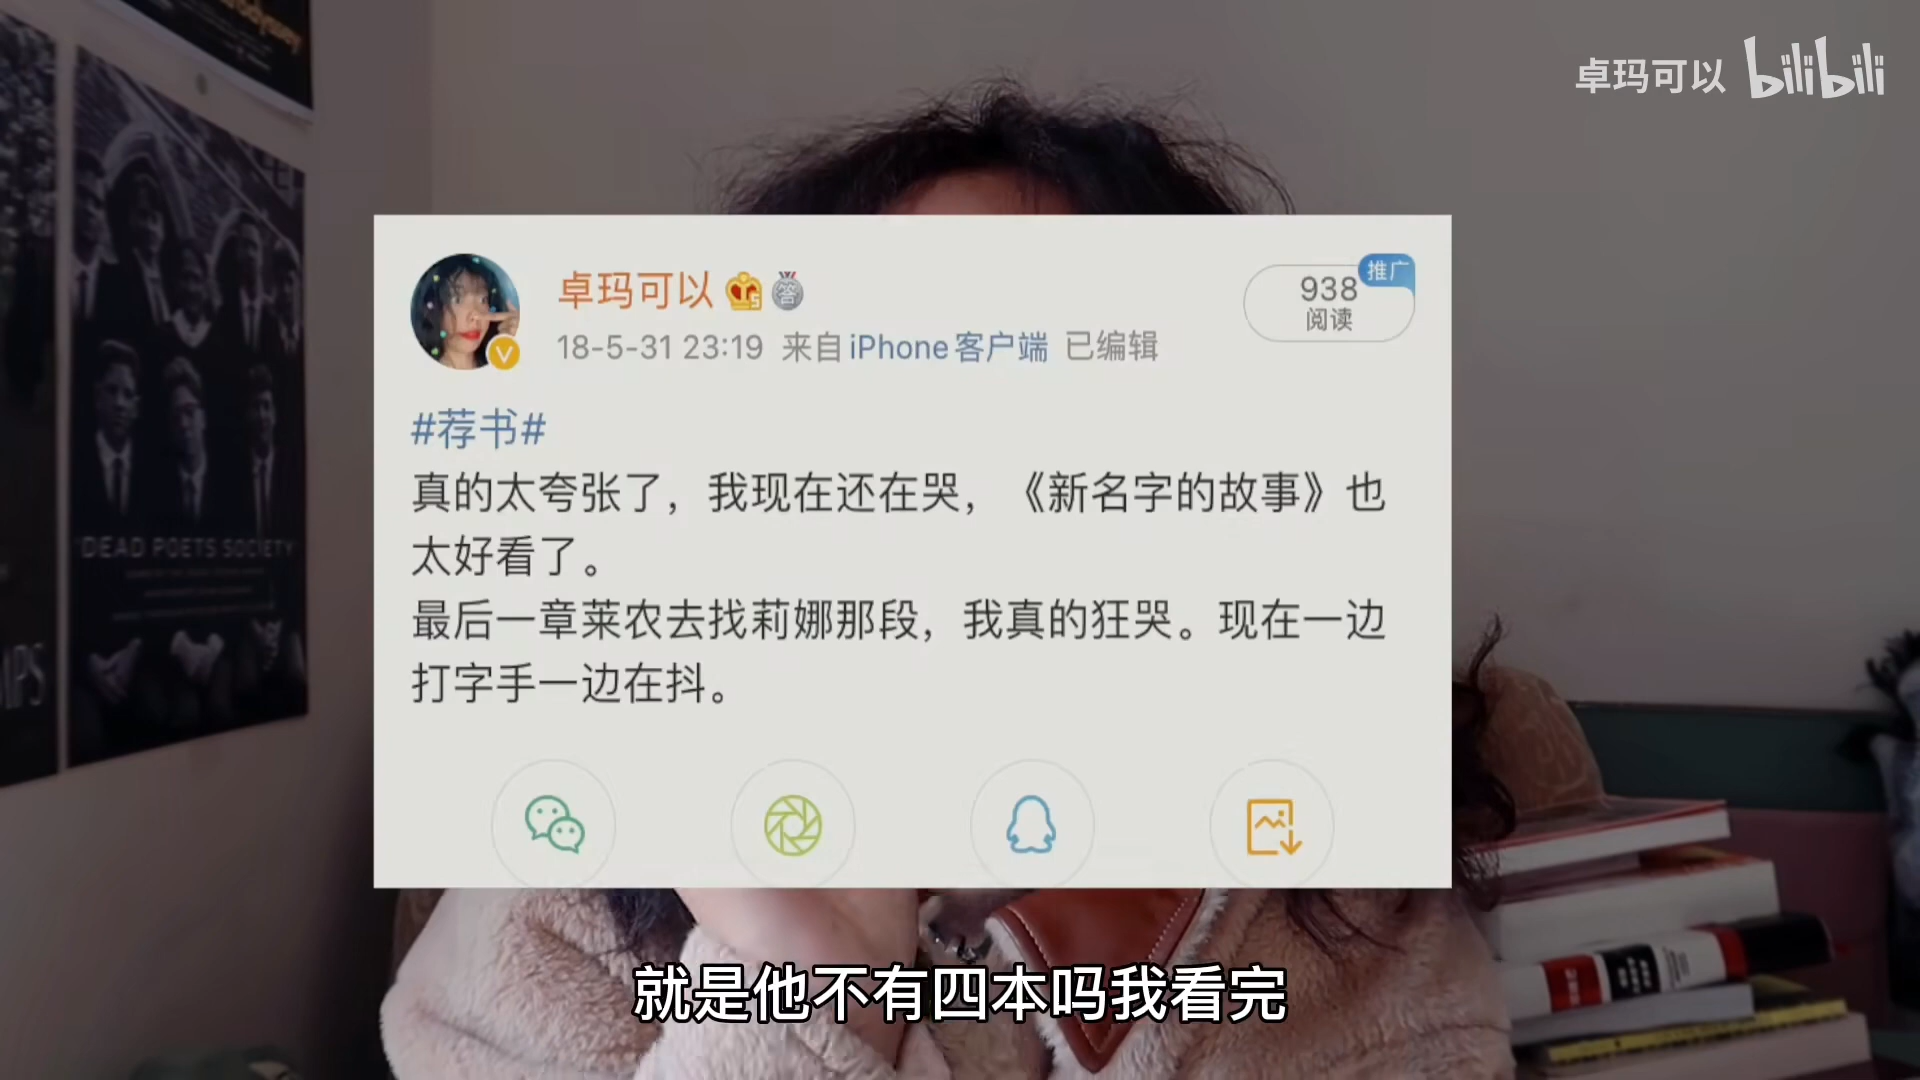 卓玛可以 bilibili
卓玛可以
答
推广
938
阅读
18-5-31 23:19 来自iPhone客户端 已编辑
#荐书#
真的太夸张了，我现在还在哭，《新名字的故事》也
太好看了。
最后一章莱农去找莉娜那段，我真的狂哭。现在一边
打字手一边在抖。
DEAD POETS SOCIETY
就是他不有四本吗我看完